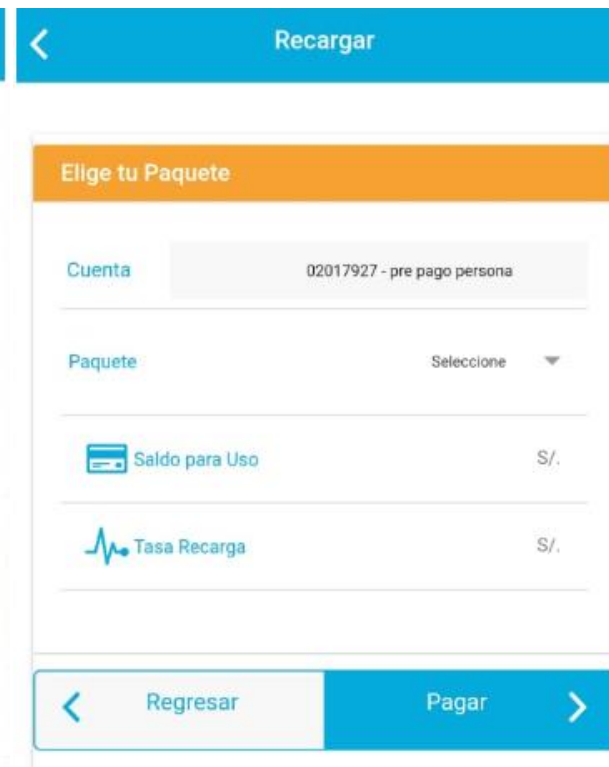 Recargar
Elige tu Paquete
Cuenta 02017927 - pre pago persona
Paquete Seleccione
Saldo para Uso S/.
Tasa Recarga S/.
Regresar Pagar